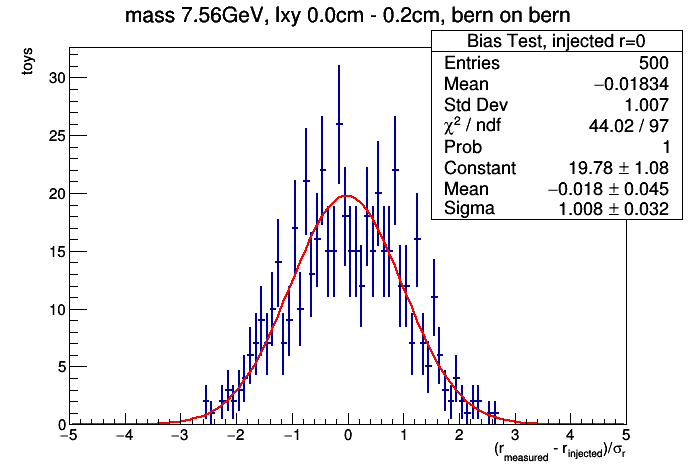 mass 7.56GeV, lxy 0.0cm - 0.2cm, bern on bern
toys
Bias Test, injected r=0
Entries 500
Mean −0.01834
Std Dev 1.007
χ² / ndf 44.02 / 97
Prob 1
Constant 19.78 ± 1.08
Mean −0.018 ± 0.045
Sigma 1.008 ± 0.032
30
25
20
15
10
5
0
−5 −4 −3 −2 −1 0 1 2 3 4 5
(r_measured - r_injected)/σ_r